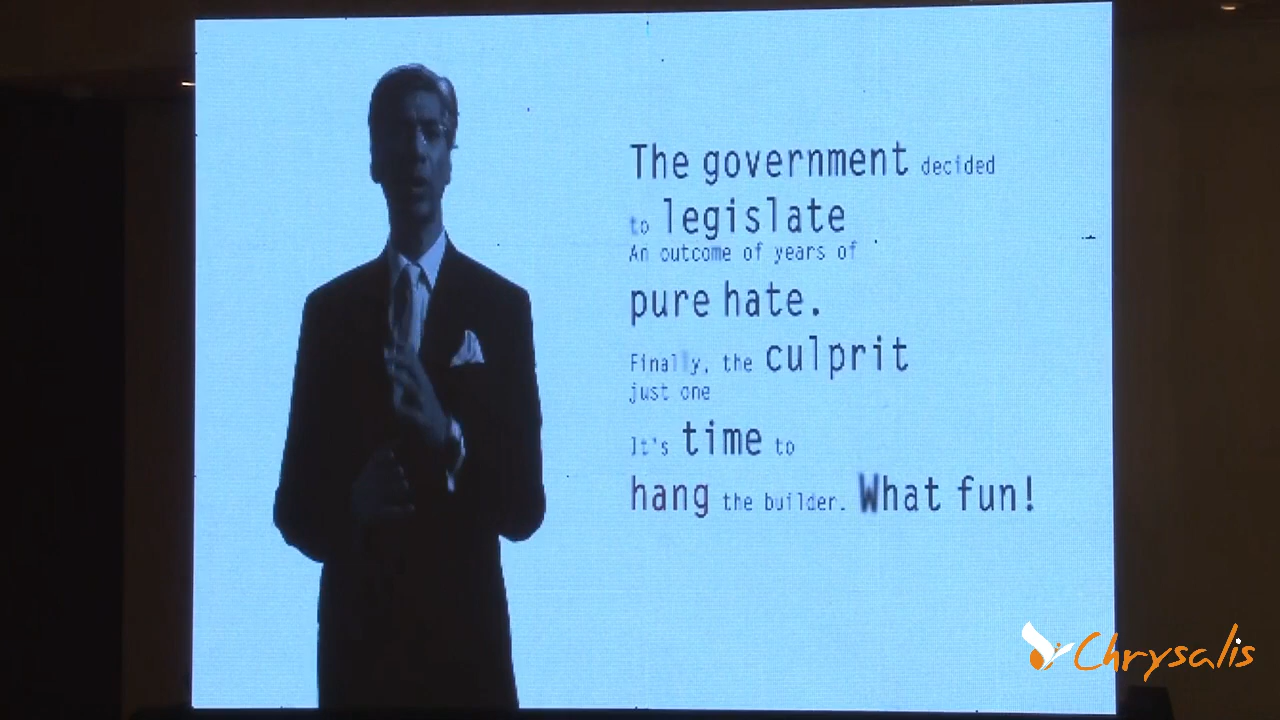 The government decided
to legislate
An outcome of years of
pure hate.
Finally, the culprit
just one
It's time to
hang the builder. What fun!
Chrysalis